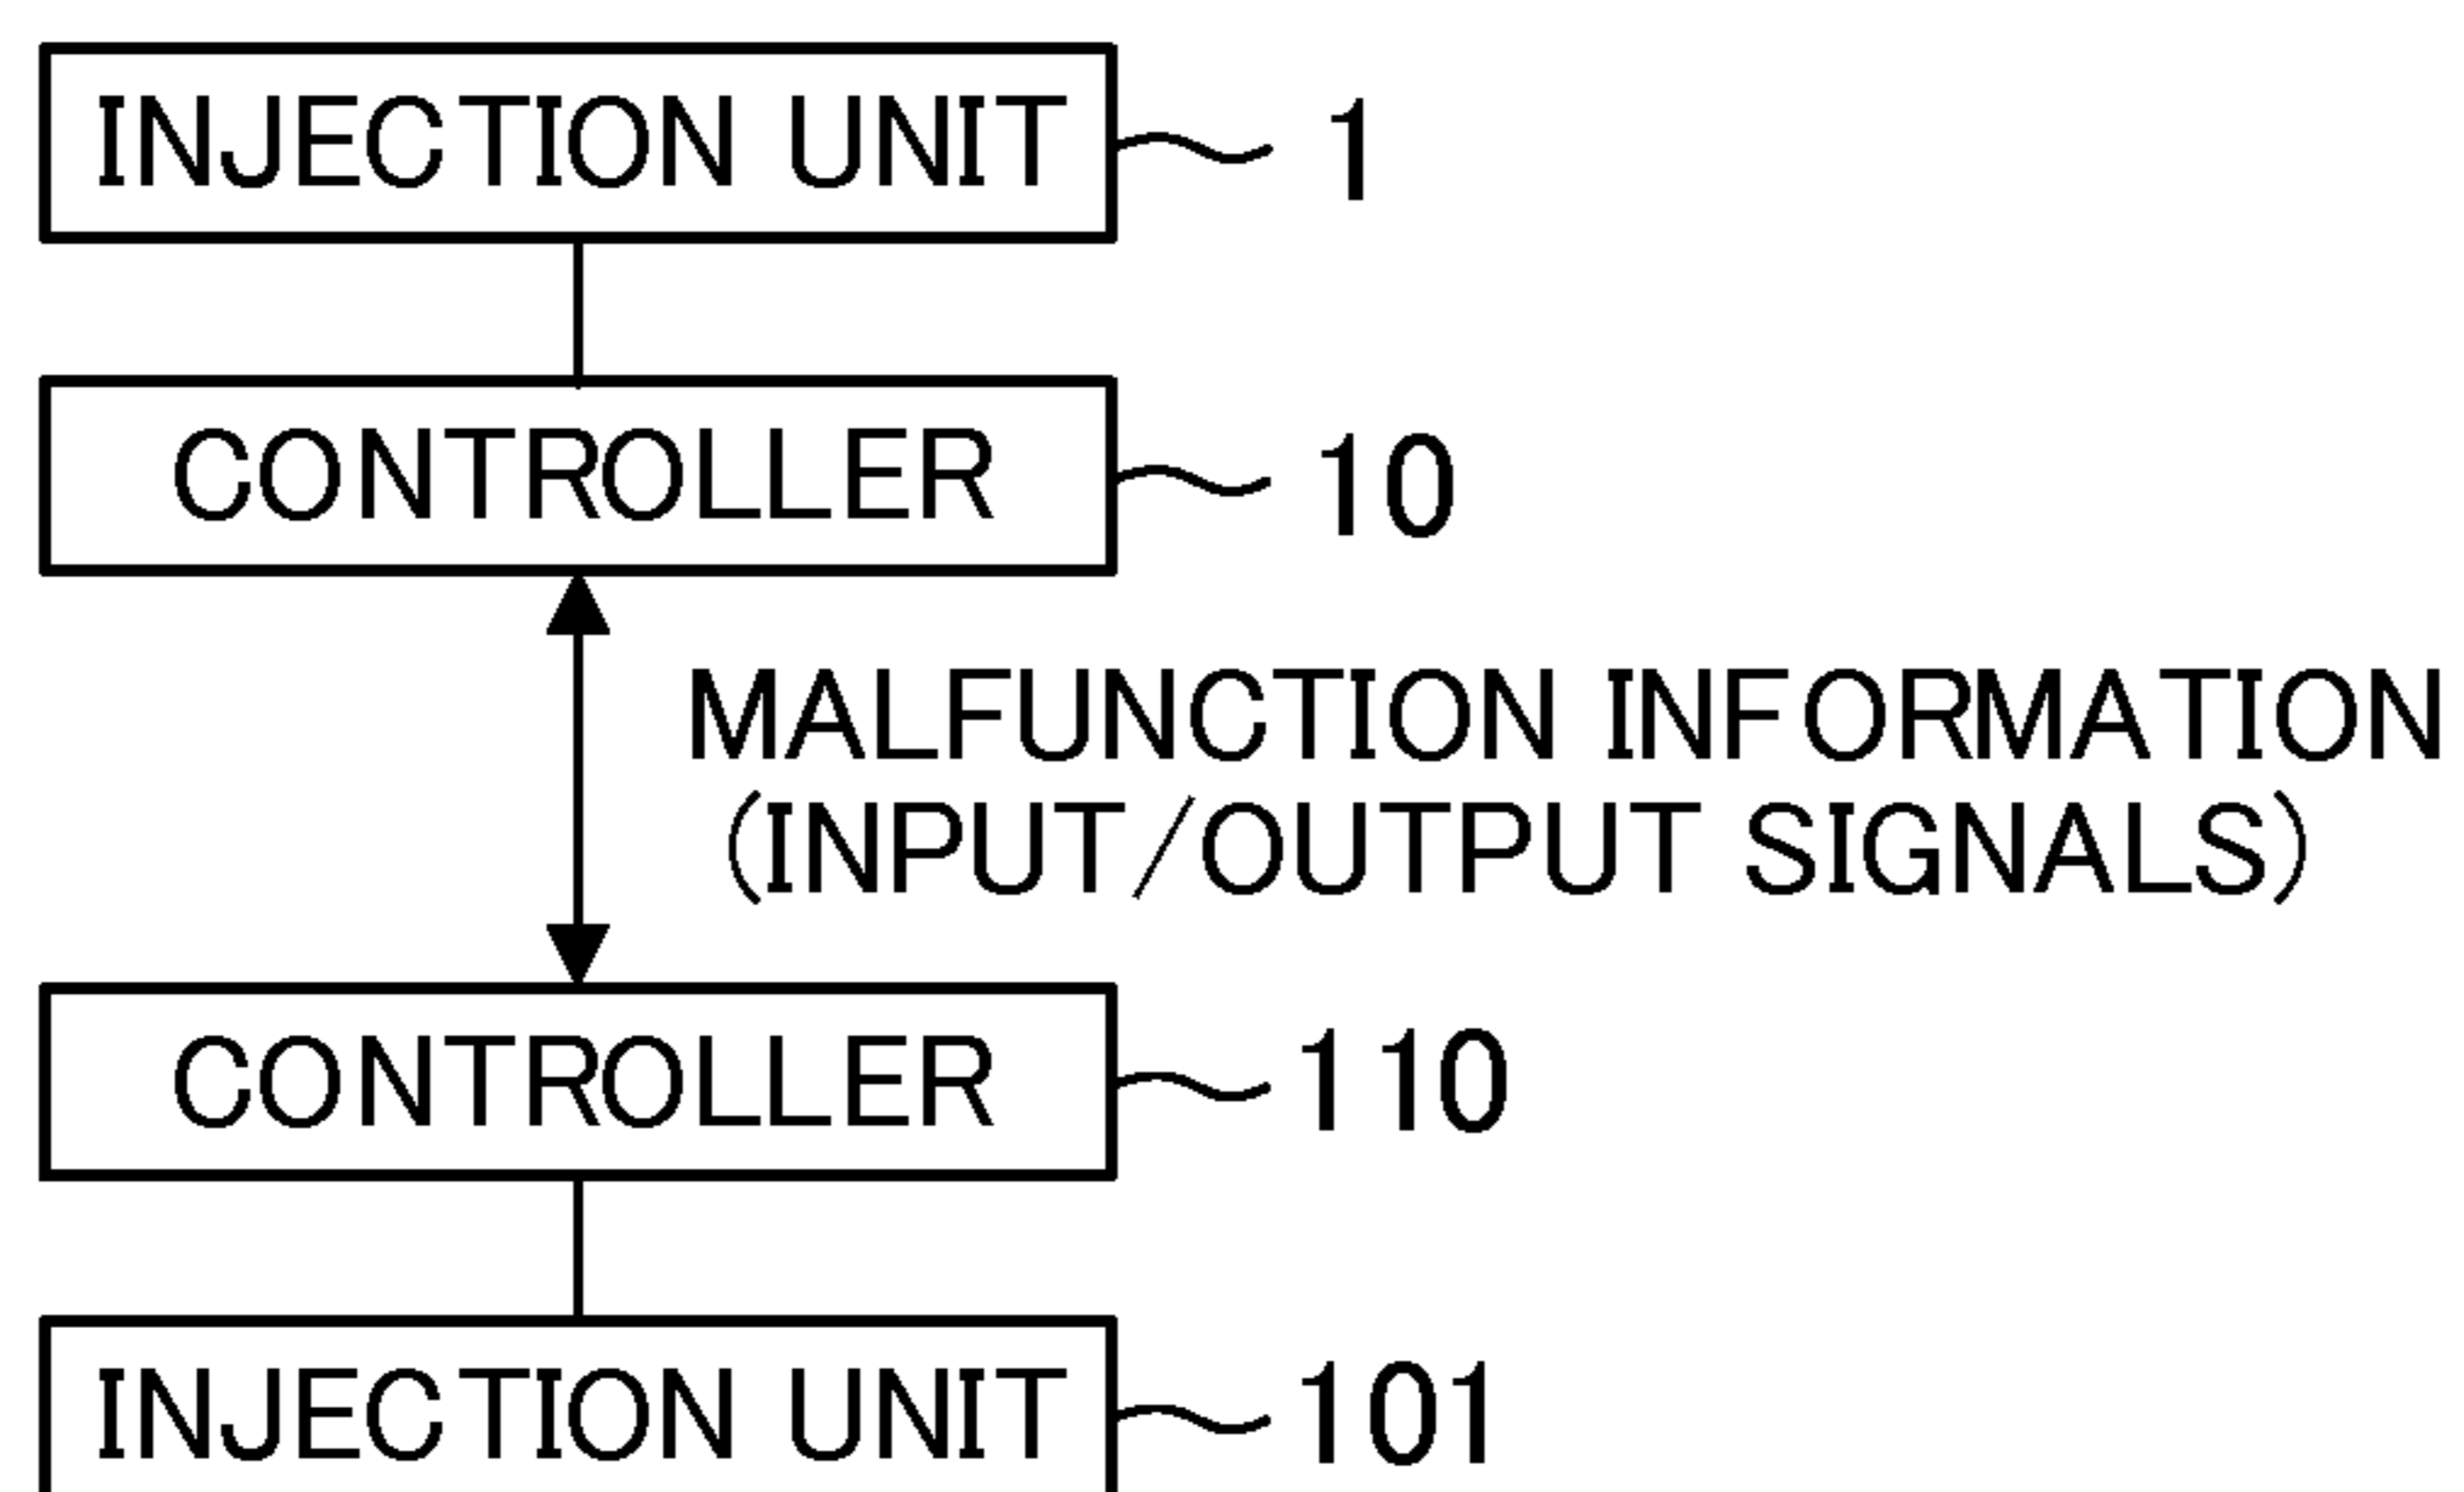 INJECTION UNIT 1
CONTROLLER 10
MALFUNCTION INFORMATION
(INPUT/OUTPUT SIGNALS)
CONTROLLER 110
INJECTION UNIT 101